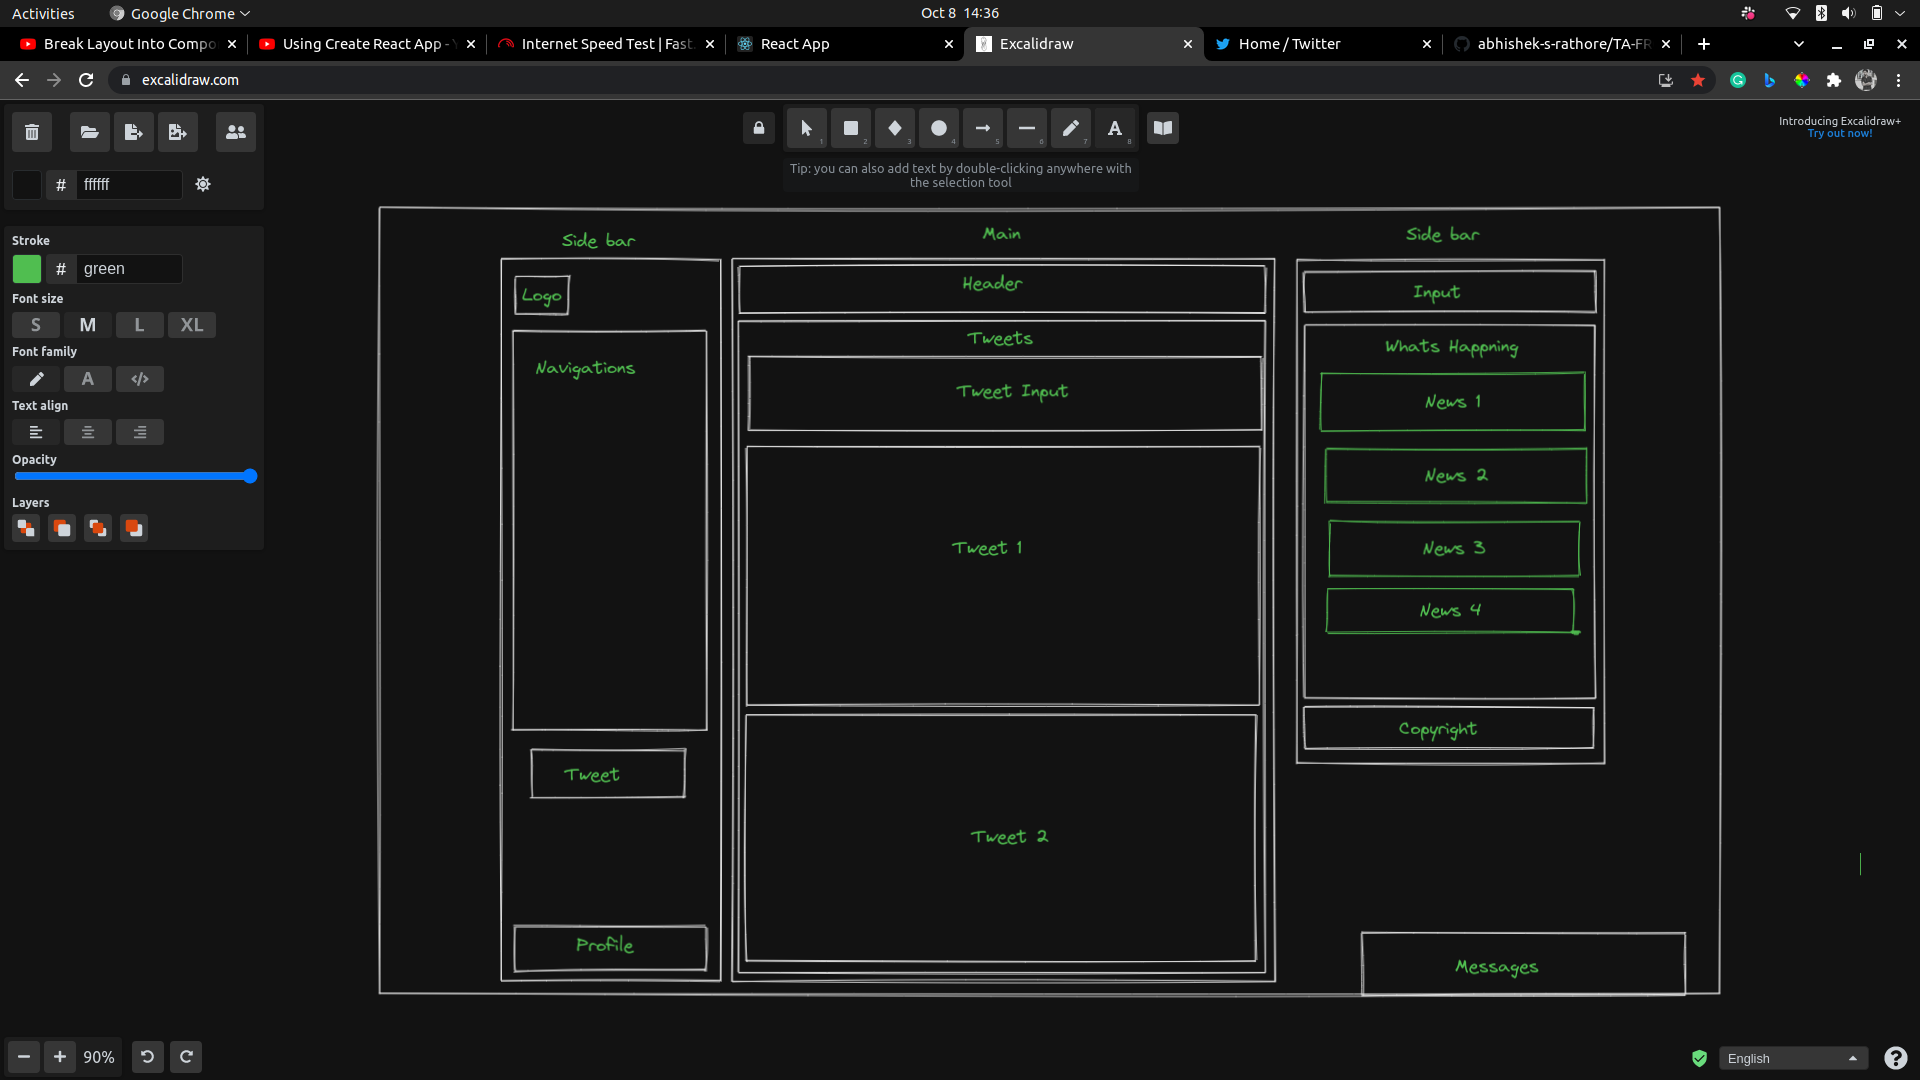 Activities
Google Chrome
Oct 8 14:36
Break Layout Into Compo
Using Create React App - Y
Internet Speed Test | Fast.
React App
Excalidraw
Home / Twitter
abhishek-s-rathore/TA-FR
excalidraw.com
1
2
3
4
5
6
7
A
8
Introducing Excalidraw+
Try out now!
Tip: you can also add text by double-clicking anywhere with
the selection tool
# ffffff
Stroke
# green
Font size
S M L XL
Font family
A </>
Text align
Opacity
Layers
Side bar
Logo
Navigations
Tweet
Profile
Main
Header
Tweets
Tweet Input
Tweet 1
Tweet 2
Side bar
Input
Whats Happning
News 1
News 2
News 3
News 4
Copyright
Messages
90%
English
?